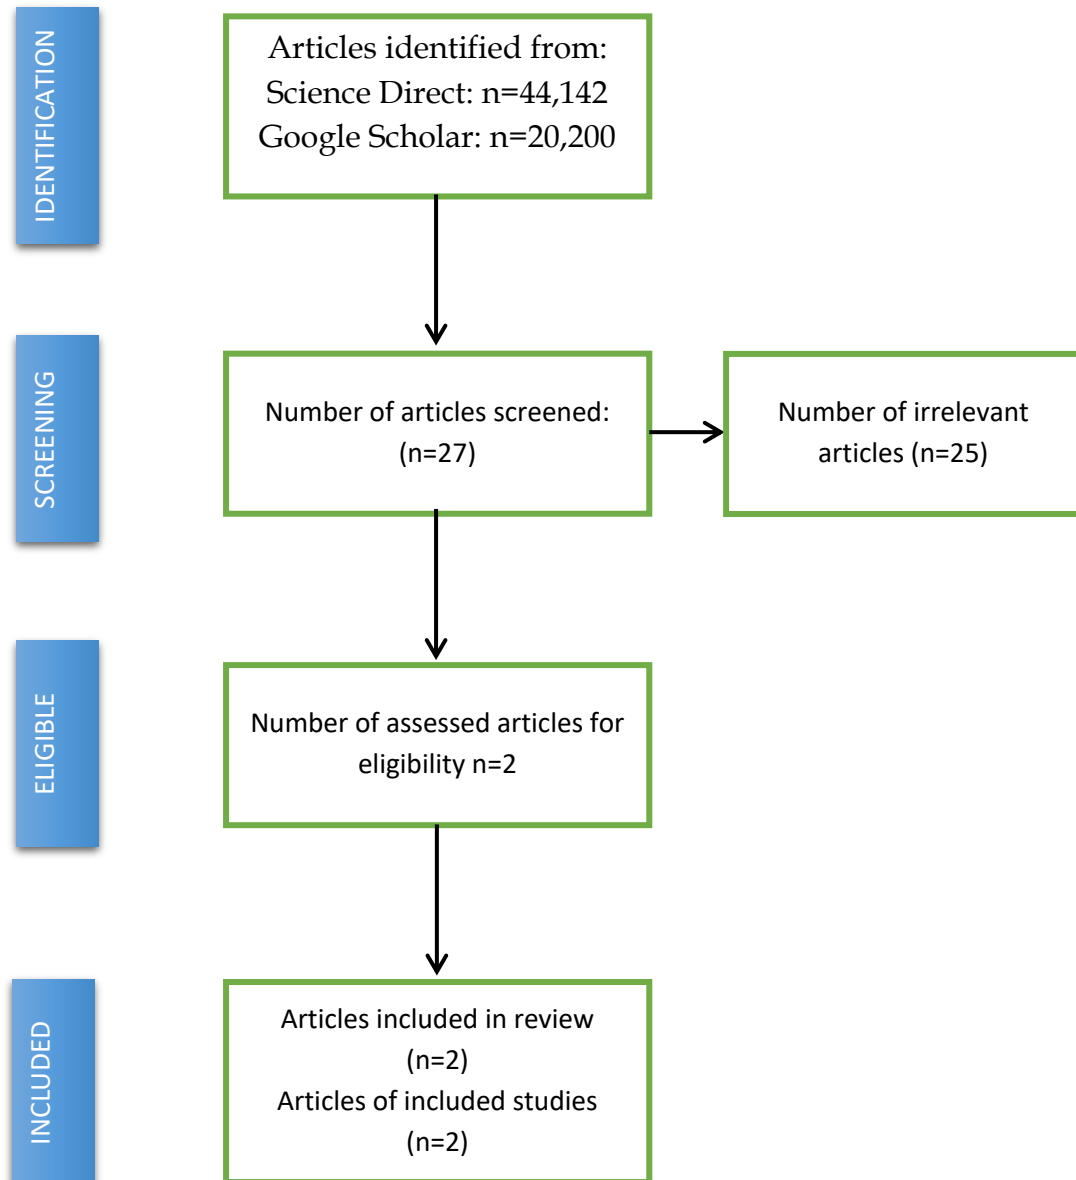 IDENTIFICATION
Articles identified from:
Science Direct: n=44,142
Google Scholar: n=20,200
SCREENING
Number of articles screened:
(n=27)
Number of irrelevant
articles (n=25)
ELIGIBLE
Number of assessed articles for
eligibility n=2
INCLUDED
Articles included in review
(n=2)
Articles of included studies
(n=2)